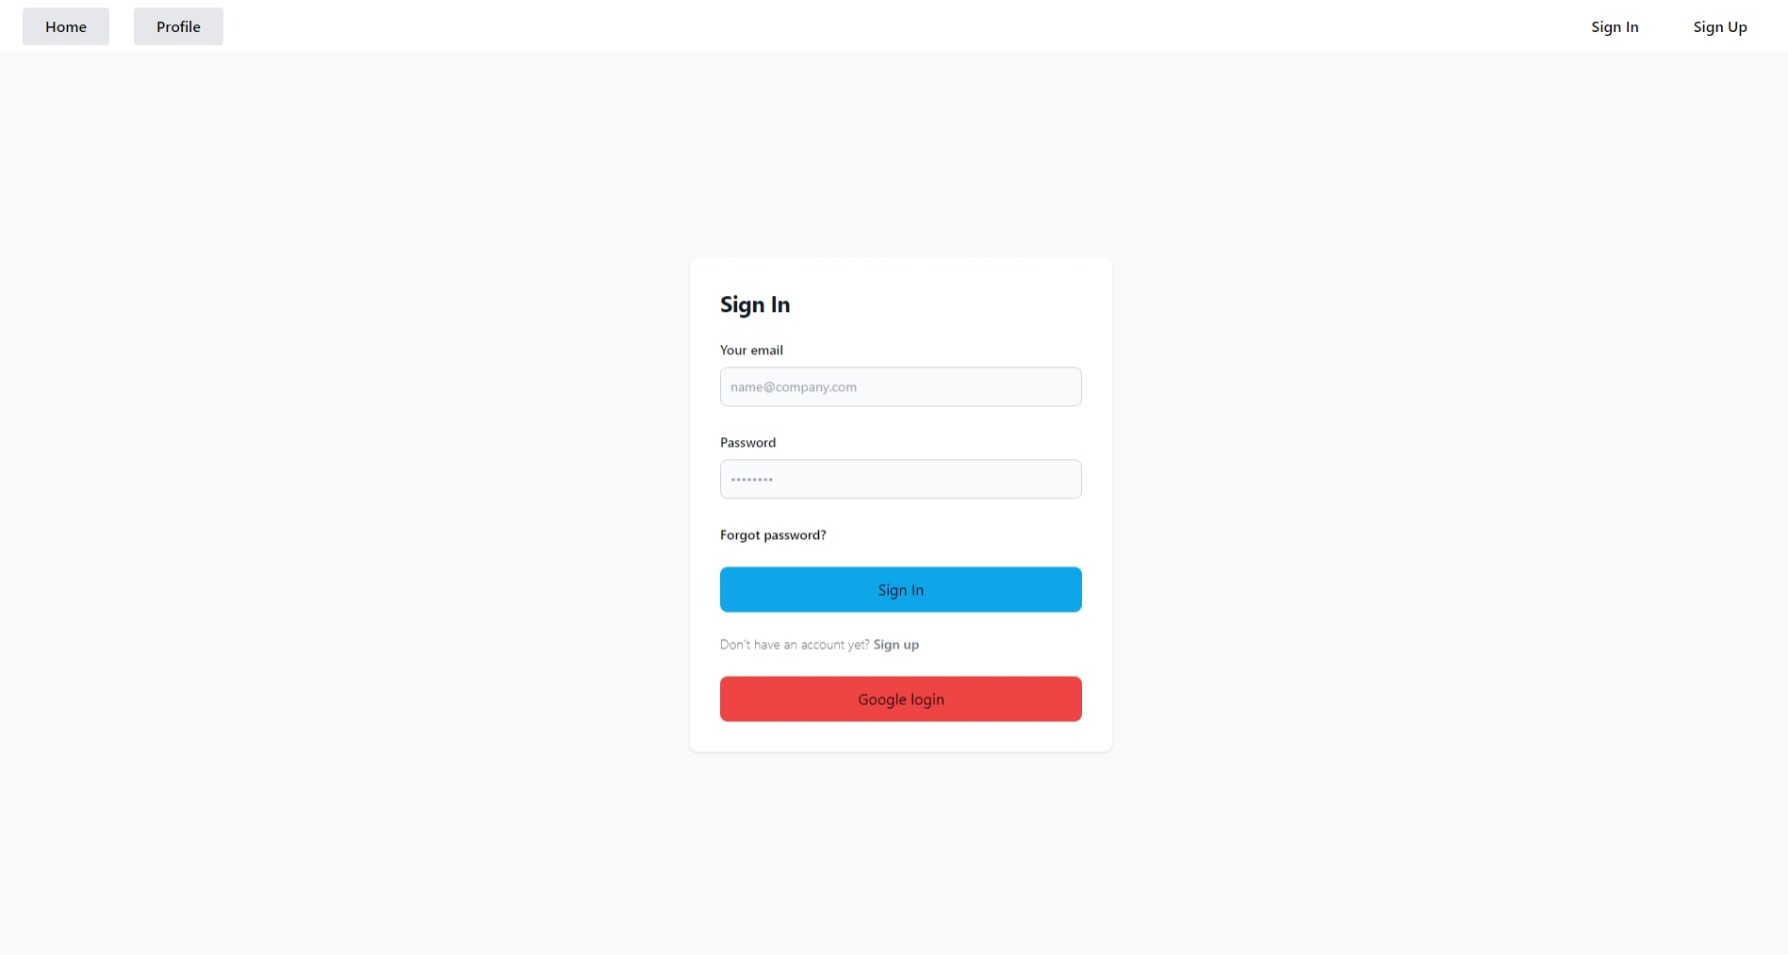 Home Profile Sign In Sign Up
Sign In
Your email
name@company.com
Password
••••••••
Forgot password?
Sign In
Don't have an account yet? Sign up
Google login